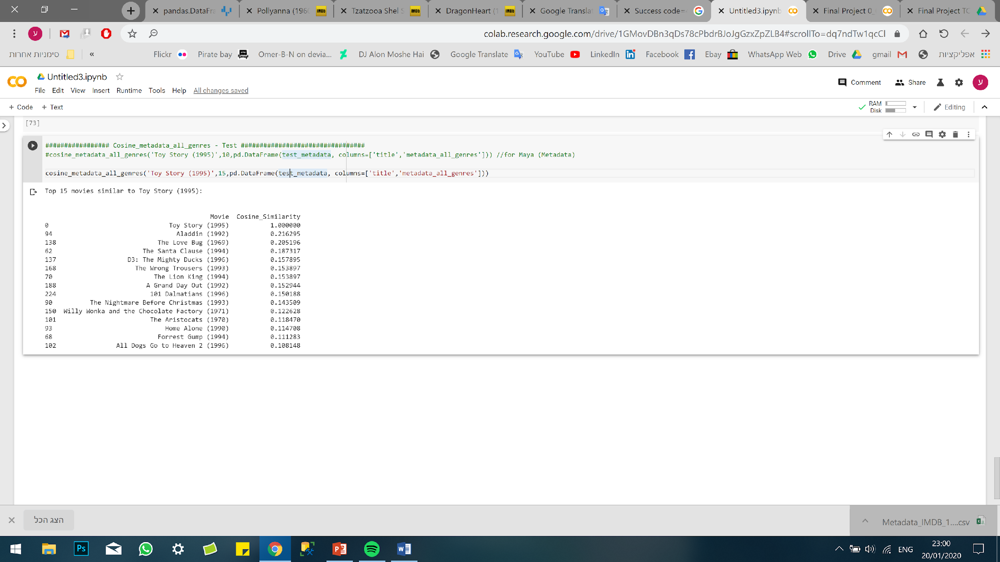 pandas.DataFra
Pollyanna (1960
Tzatzooa Shel S
DragonHeart (1
Google Translat
Success code=4
Untitled3.ipynb
Final Project 0_
Final Project TC
colab.research.google.com/drive/1GMovDBn3qDs78cPbdrBJoJgGzxZpZLB4#scrollTo=dq7ndTw1qcCl
סימניות אחרות
«
Flickr
Pirate bay
Omer-B-N on devia...
DJ Alon Moshe Hai
Google Translate
YouTube
LinkedIn
Facebook
Ebay
WhatsApp Web
Drive
gmail
אפליקציות
Untitled3.ipynb
File Edit View Insert Runtime Tools Help All changes saved
Comment
Share
ע
+ Code + Text
RAM
Disk
Editing
[73]
################# Cosine_metadata_all_genres - Test #################################
#cosine_metadata_all_genres('Toy Story (1995)',10,pd.DataFrame(test_metadata, columns=['title','metadata_all_genres'])) //for Maya (Metadata)
cosine_metadata_all_genres('Toy Story (1995)',15,pd.DataFrame(test_metadata, columns=['title','metadata_all_genres']))
Top 15 movies similar to Toy Story (1995):
Movie Cosine_Similarity
0 Toy Story (1995) 1.000000
94 Aladdin (1992) 0.216295
138 The Love Bug (1969) 0.205196
62 The Santa Clause (1994) 0.187317
137 D3: The Mighty Ducks (1996) 0.157895
168 The Wrong Trousers (1993) 0.153897
70 The Lion King (1994) 0.153897
188 A Grand Day Out (1992) 0.152944
224 101 Dalmatians (1996) 0.150188
90 The Nightmare Before Christmas (1993) 0.143509
150 Willy Wonka and the Chocolate Factory (1971) 0.122628
101 The Aristocats (1970) 0.118470
93 Home Alone (1990) 0.114708
68 Forrest Gump (1994) 0.111283
102 All Dogs Go to Heaven 2 (1996) 0.108148
הצג הכל
Metadata_IMDB_1....csv
ENG
23:00
20/01/2020